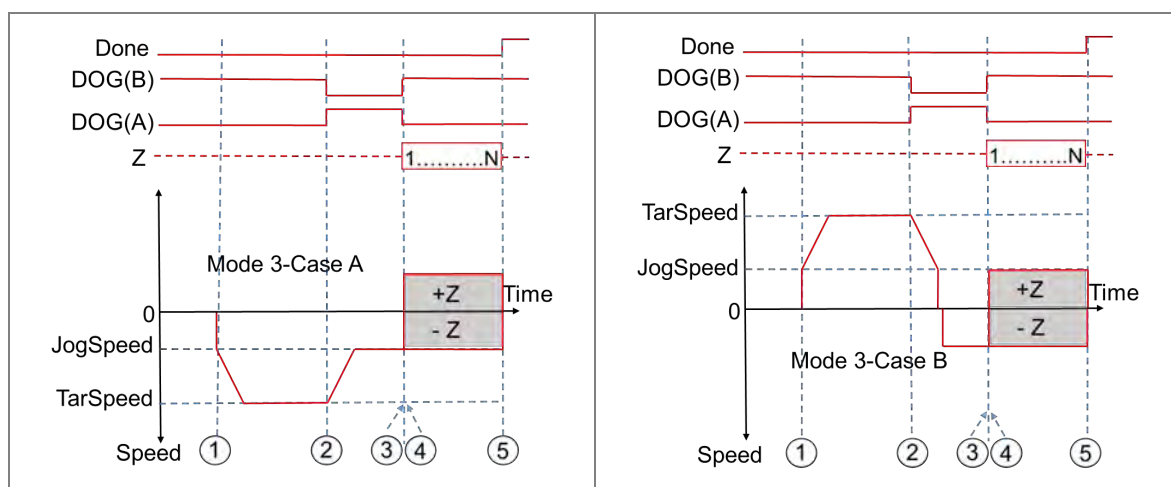 Done
DOG(B)
DOG(A)
Z
1..........N
Mode 3-Case A
+Z
Time
0
- Z
JogSpeed
TarSpeed
Speed
1
2
3
4
5
Done
DOG(B)
DOG(A)
Z
1..........N
TarSpeed
JogSpeed
+Z
Time
0
- Z
Mode 3-Case B
Speed
1
2
3
4
5